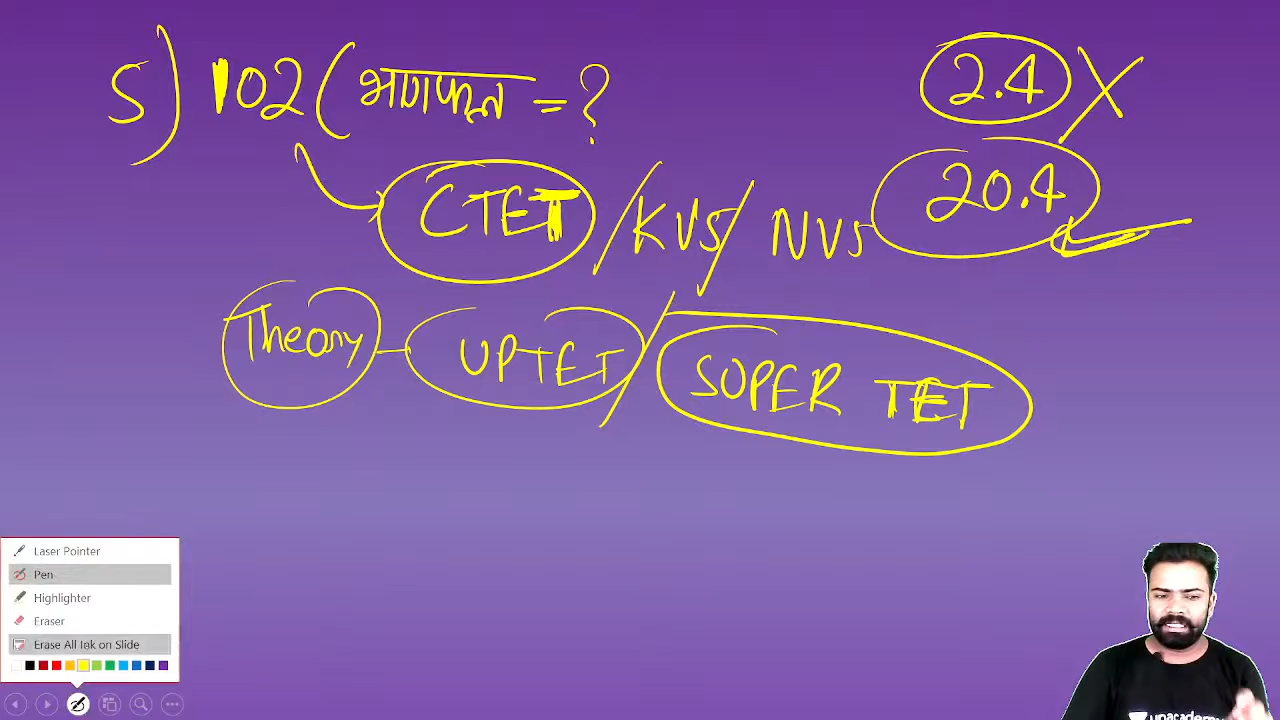 5) 102 ( भागफल = ?
2.4 X
20.4
CTET / KVS / NVS
Theory - UPTET / SUPER TET
Laser Pointer
Pen
Highlighter
Eraser
Erase All Ink on Slide
unacademy